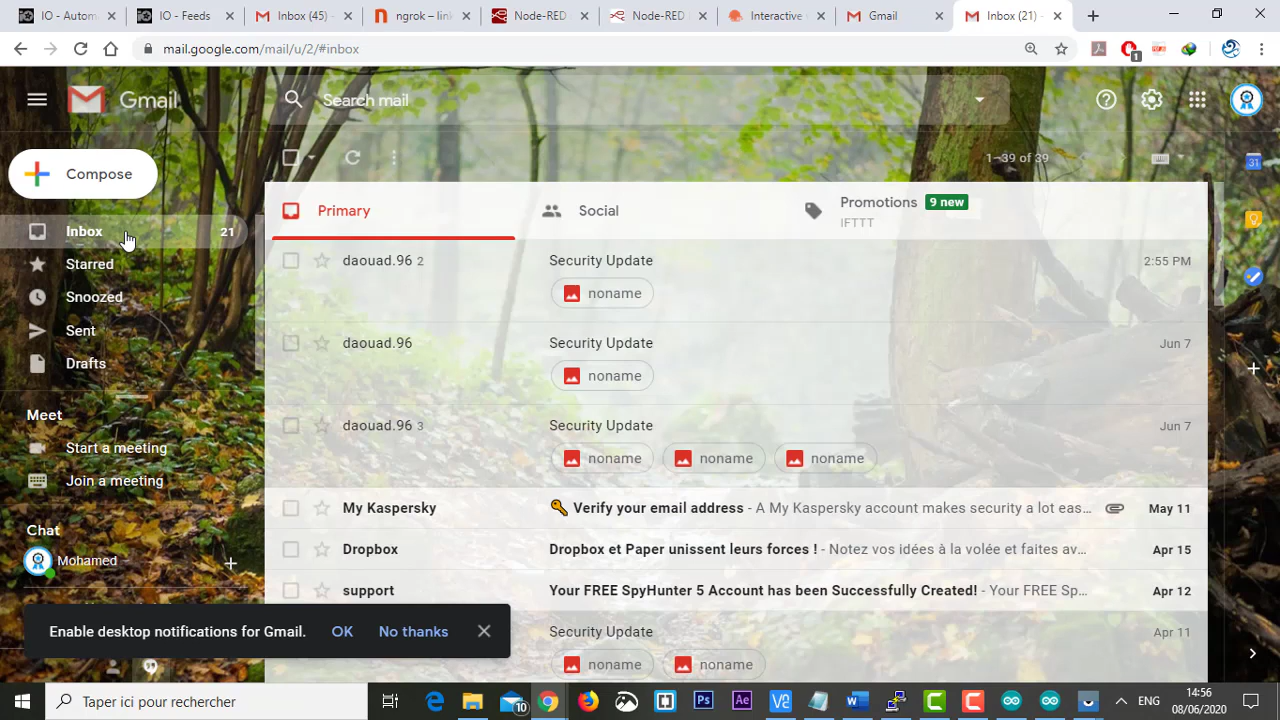 IO - Autom
IO - Feeds
Inbox (45) -
ngrok – link
Node-RED
Node-RED
Interactive
Gmail
Inbox (21) -
mail.google.com/mail/u/2/#inbox
1
Gmail
Search mail
Compose
1–39 of 39
31
Primary
Social
Promotions 9 new
IFTTT
Inbox 21
Starred
Snoozed
Sent
Drafts
daouad.96 2 Security Update 2:55 PM
noname
daouad.96 Security Update Jun 7
noname
daouad.96 3 Security Update Jun 7
noname noname noname
My Kaspersky Verify your email address - A My Kaspersky account makes security a lot eas... May 11
Dropbox Dropbox et Paper unissent leurs forces ! - Notez vos idées à la volée et faites av... Apr 15
support Your FREE SpyHunter 5 Account has been Successfully Created! - Your FREE Sp... Apr 12
Security Update Apr 11
noname noname
Meet
Start a meeting
Join a meeting
Chat
Mohamed
Enable desktop notifications for Gmail. OK No thanks
Taper ici pour rechercher
10
Ps
Ae
ENG
14:56
08/06/2020